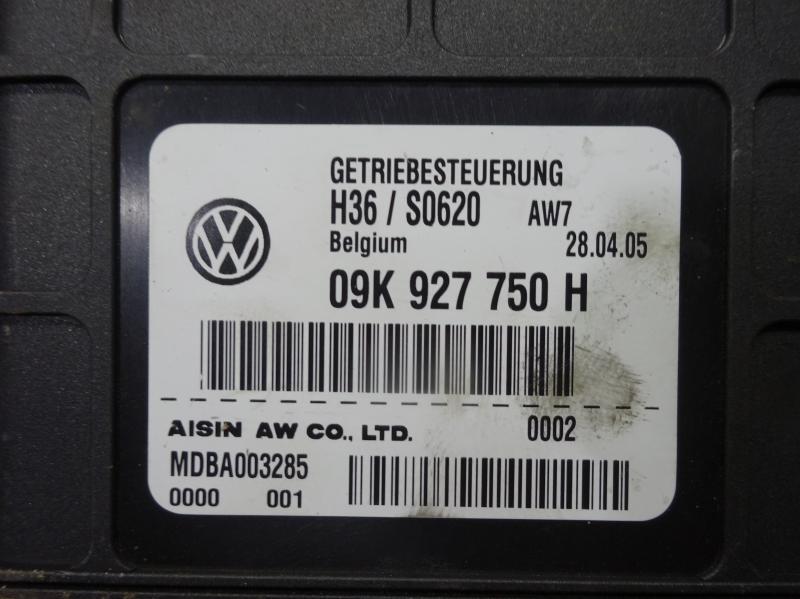 GETRIEBESTEUERUNG
H36 / S0620 AW7
Belgium 28.04.05
09K 927 750 H
AISIN AW CO., LTD. 0002
MDBA003285
0000 001